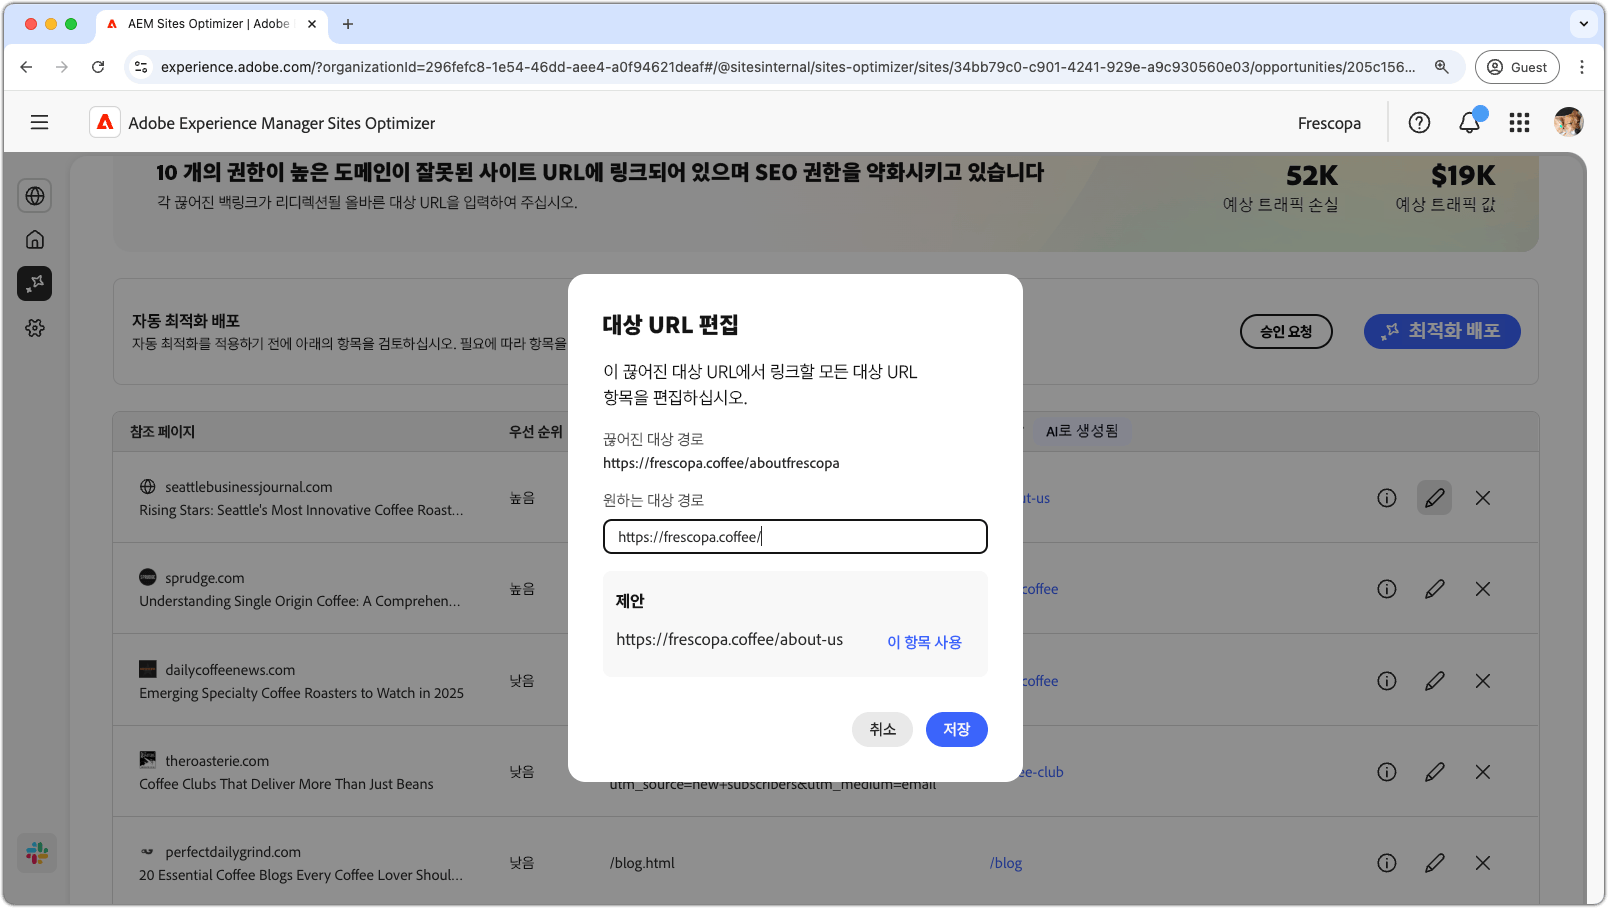 AEM Sites Optimizer | Adobe
experience.adobe.com/?organizationId=296fefc8-1e54-46dd-aee4-a0f94621deaf#/@sitesinternal/sites-optimizer/sites/34bb79c0-c901-4241-929e-a9c930560e03/opportunities/205c156...
Guest
Adobe Experience Manager Sites Optimizer
Frescopa
10 개의 권한이 높은 도메인이 잘못된 사이트 URL에 링크되어 있으며 SEO 권한을 약화시키고 있습니다
각 끊어진 백링크가 리디렉션될 올바른 대상 URL을 입력하여 주십시오.
52K
예상 트래픽 손실
$19K
예상 트래픽 값
자동 최적화 배포
자동 최적화를 적용하기 전에 아래의 항목을 검토하십시오. 필요에 따라 항목을
승인 요청
최적화 배포
참조 페이지
우선 순위
AI로 생성됨
seattlebusinessjournal.com
Rising Stars: Seattle's Most Innovative Coffee Roast...
높음
ut-us
sprudge.com
Understanding Single Origin Coffee: A Comprehen...
높음
coffee
dailycoffeenews.com
Emerging Specialty Coffee Roasters to Watch in 2025
낮음
coffee
theroasterie.com
Coffee Clubs That Deliver More Than Just Beans
낮음
utm_source=new+subscribers&utm_medium=email
ee-club
perfectdailygrind.com
20 Essential Coffee Blogs Every Coffee Lover Shoul...
낮음
/blog.html
/blog
대상 URL 편집
이 끊어진 대상 URL에서 링크할 모든 대상 URL
항목을 편집하십시오.
끊어진 대상 경로
https://frescopa.coffee/aboutfrescopa
원하는 대상 경로
https://frescopa.coffee/
제안
https://frescopa.coffee/about-us
이 항목 사용
취소
저장